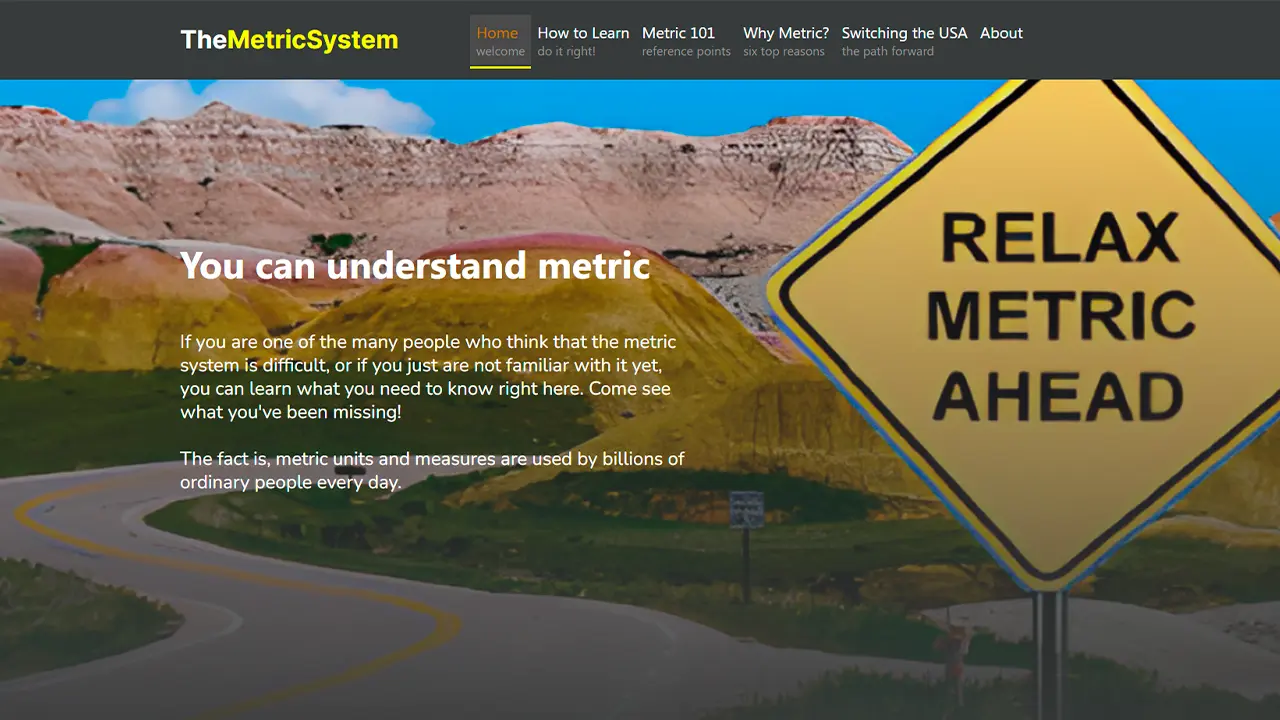 TheMetricSystem
Home
welcome
How to Learn
do it right!
Metric 101
reference points
Why Metric?
six top reasons
Switching the USA
the path forward
About
You can understand metric
If you are one of the many people who think that the metric
system is difficult, or if you just are not familiar with it yet,
you can learn what you need to know right here. Come see
what you've been missing!
The fact is, metric units and measures are used by billions of
ordinary people every day.
RELAX
METRIC
AHEAD